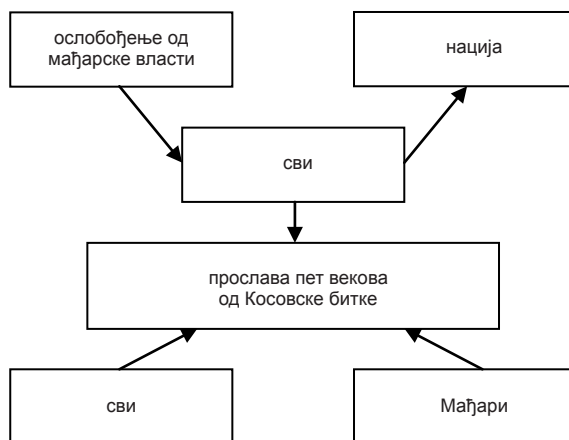 ослобођење од
мађарске власти
нација
сви
прослава пет векова
од Косовске битке
сви
Мађари